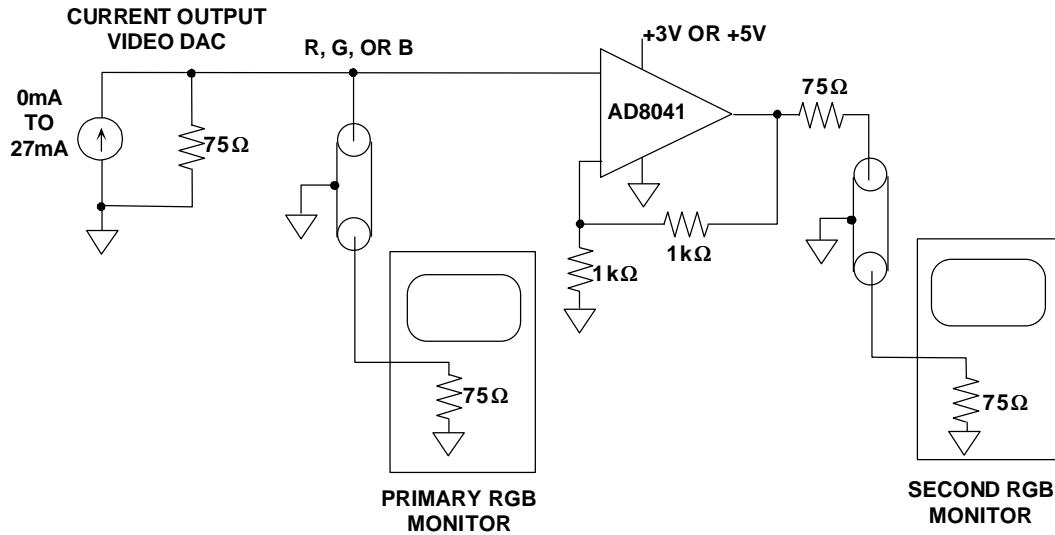 CURRENT OUTPUT
VIDEO DAC
R, G, OR B
+3V OR +5V
0mA
TO
27mA
75Ω
AD8041
75Ω
1kΩ
1kΩ
75Ω
75Ω
PRIMARY RGB
MONITOR
SECOND RGB
MONITOR